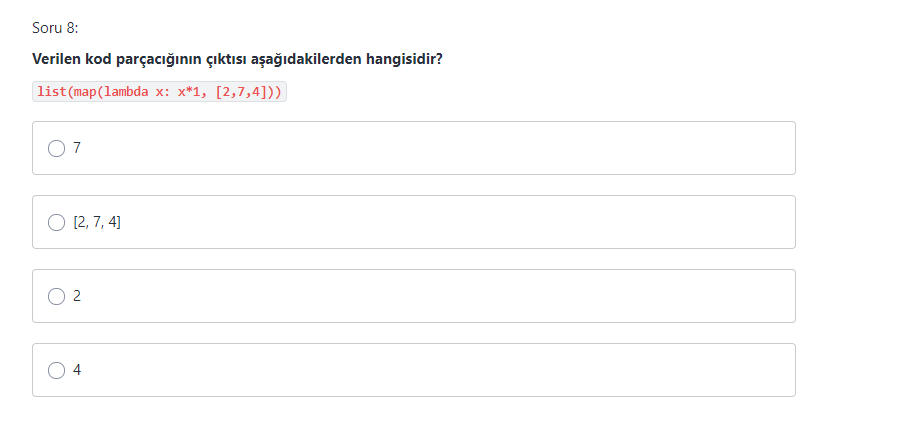 Soru 8:
Verilen kod parçacığının çıktısı aşağıdakilerden hangisidir?
list(map(lambda x: x*1, [2,7,4]))
7
[2, 7, 4]
2
4